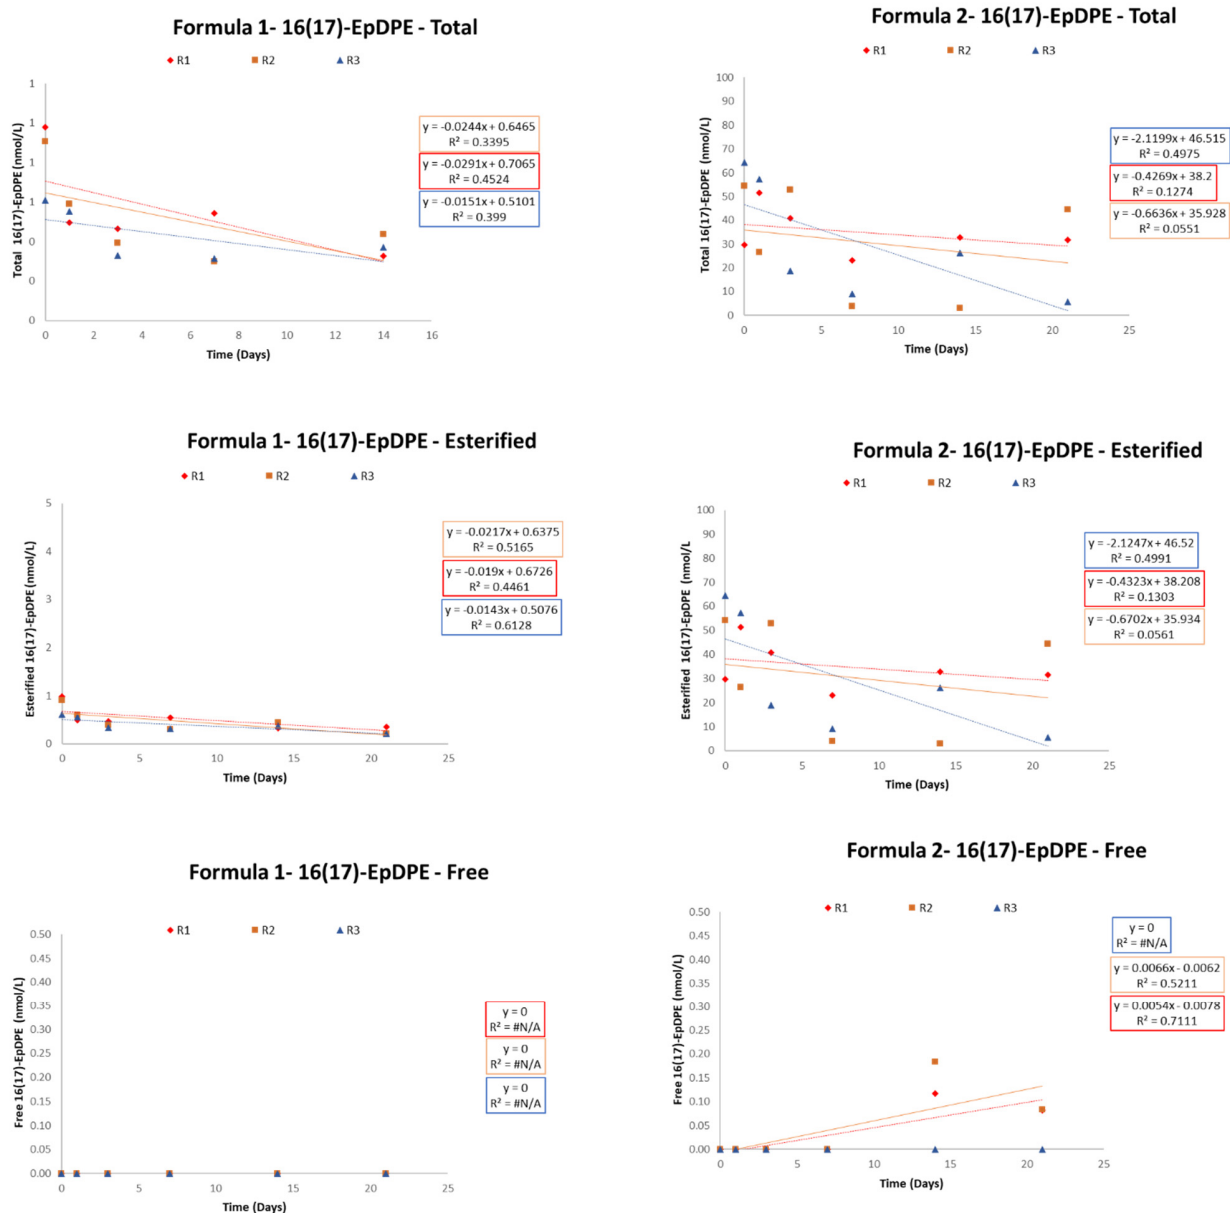 Formula 1- 16(17)-EpDPE - Total
R1 R2 R3
Total 16(17)-EpDPE (nmol/L)
1
1
1
1
0
0
0
0 2 4 6 8 10 12 14 16
Time (Days)
y = -0.0244x + 0.6465
R² = 0.3395
y = -0.0291x + 0.7065
R² = 0.4524
y = -0.0151x + 0.5101
R² = 0.399
Formula 2- 16(17)-EpDPE - Total
R1 R2 R3
Total 16(17)-EpDPE (nmol/L)
100
90
80
70
60
50
40
30
20
10
0
0 5 10 15 20 25
Time (Days)
y = -2.1199x + 46.515
R² = 0.4975
y = -0.4269x + 38.2
R² = 0.1274
y = -0.6636x + 35.928
R² = 0.0551
Formula 1- 16(17)-EpDPE - Esterified
R1 R2 R3
Esterified 16(17)-EpDPE (nmol/L)
5
4
3
2
1
0
0 5 10 15 20 25
Time (Days)
y = -0.0217x + 0.6375
R² = 0.5165
y = -0.019x + 0.6726
R² = 0.4461
y = -0.0143x + 0.5076
R² = 0.6128
Formula 2- 16(17)-EpDPE - Esterified
R1 R2 R3
Esterified 16(17)-EpDPE (nmol/L
100
90
80
70
60
50
40
30
20
10
0
0 5 10 15 20 25
Time (Days)
y = -2.1247x + 46.52
R² = 0.4991
y = -0.4323x + 38.208
R² = 0.1303
y = -0.6702x + 35.934
R² = 0.0561
Formula 1- 16(17)-EpDPE - Free
R1 R2 R3
Free 16(17)-EpDPE (nmol/L)
0.50
0.45
0.40
0.35
0.30
0.25
0.20
0.15
0.10
0.05
0.00
0 5 10 15 20 25
Time (Days)
y = 0
R² = #N/A
y = 0
R² = #N/A
y = 0
R² = #N/A
Formula 2- 16(17)-EpDPE - Free
R1 R2 R3
Free 16(17)-EpDPE (nmol/L)
0.50
0.45
0.40
0.35
0.30
0.25
0.20
0.15
0.10
0.05
0.00
0 5 10 15 20 25
Time (Days)
y = 0
R² = #N/A
y = 0.0066x - 0.0062
R² = 0.5211
y = 0.0054x - 0.0078
R² = 0.7111